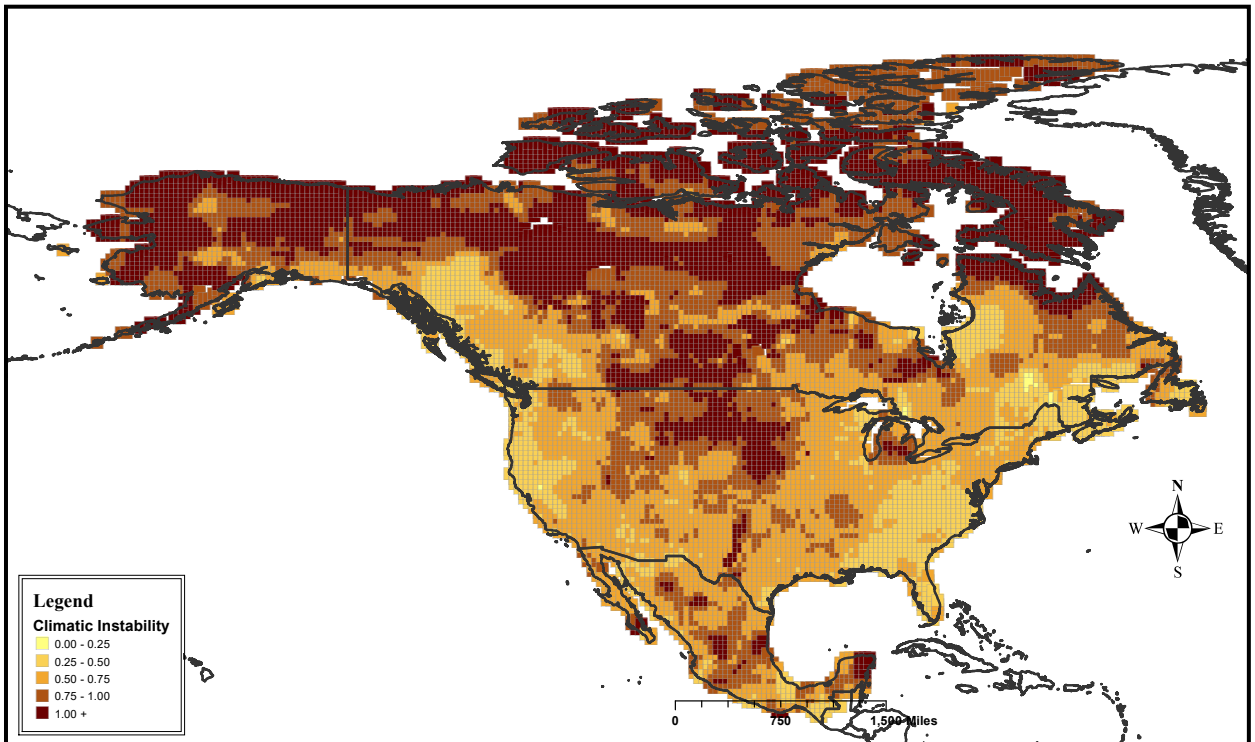 N
W E
S
Legend
Climatic Instability
0.00 - 0.25
0.25 - 0.50
0.50 - 0.75
0.75 - 1.00
1.00 +
0 750 1,500 Miles